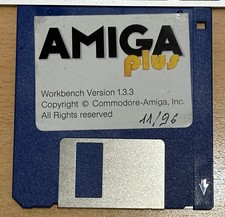 AMIGA
plus
Workbench Version 1.3.3
Copyright © Commodore-Amiga, Inc.
All Rights reserved
11/96